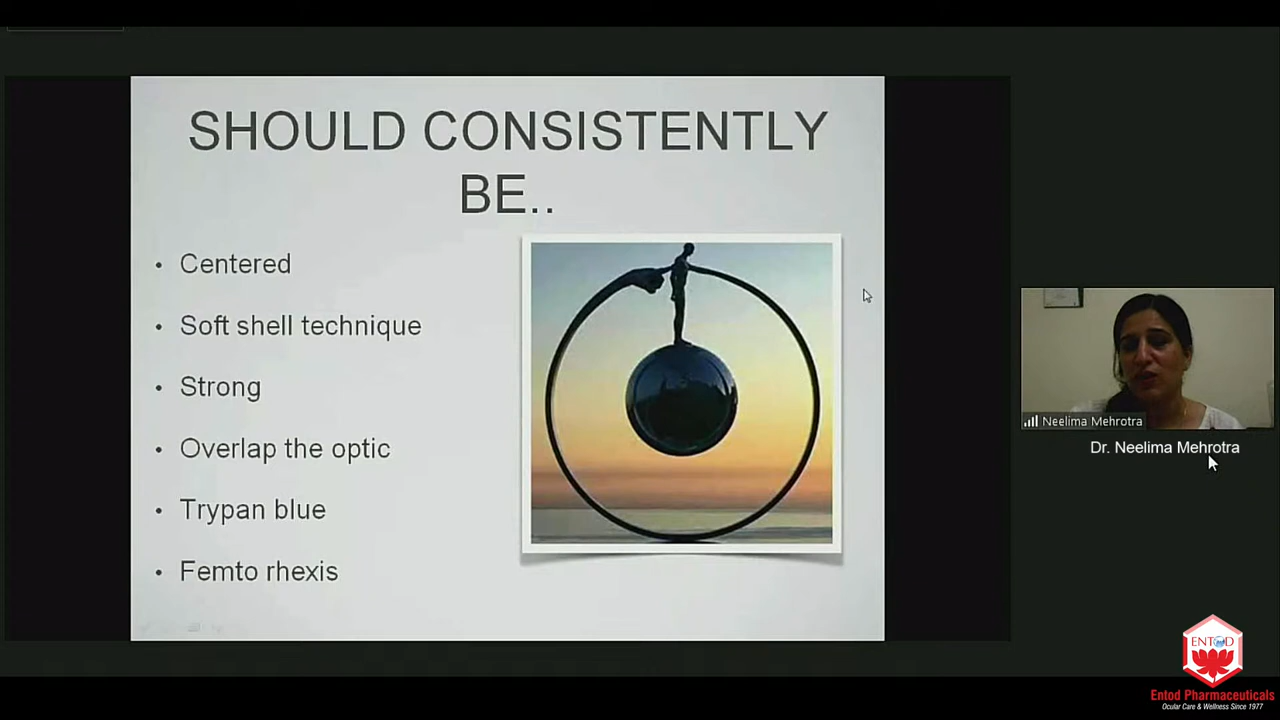 SHOULD CONSISTENTLY
BE..
• Centered
• Soft shell technique
• Strong
• Overlap the optic
• Trypan blue
• Femto rhexis
Neelima Mehrotra
Dr. Neelima Mehrotra
ENTOD
Entod Pharmaceuticals
Ocular Care & Wellness Since 1977